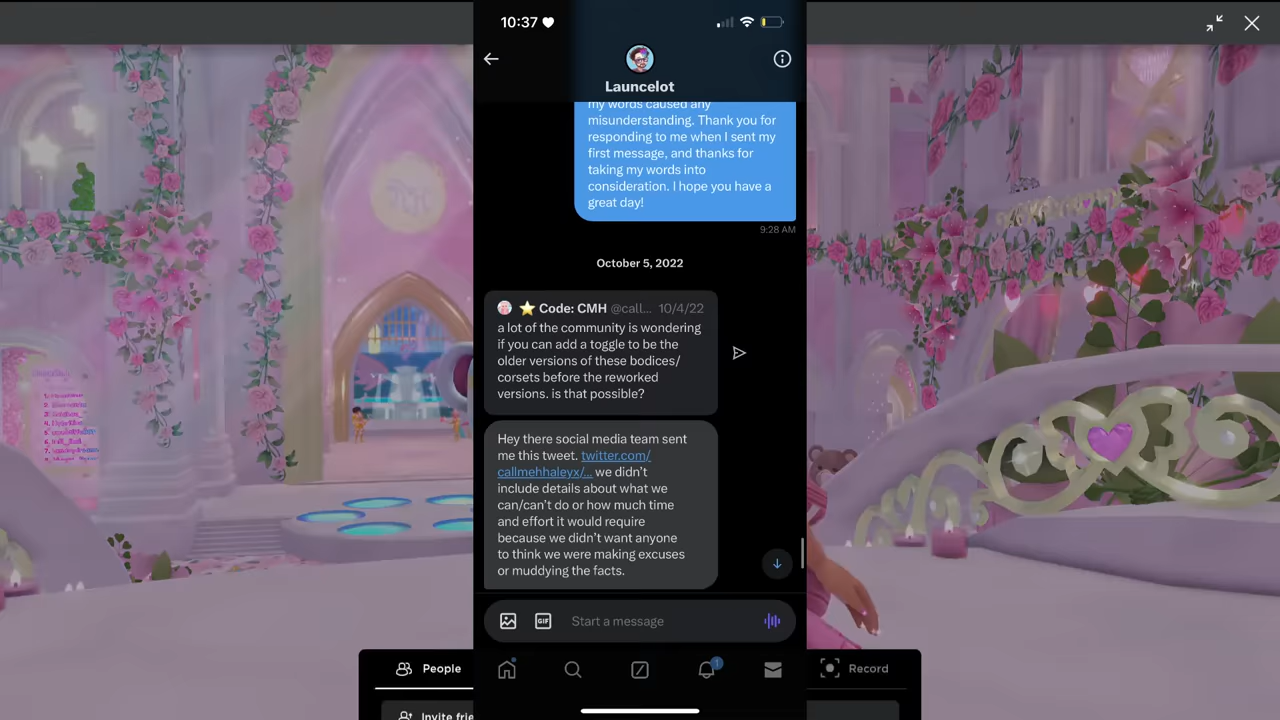 10:37
Launcelot
my words caused any
misunderstanding. Thank you for
responding to me when I sent my
first message, and thanks for
taking my words into
consideration. I hope you have a
great day!
9:28 AM
October 5, 2022
Code: CMH @call... 10/4/22
a lot of the community is wondering
if you can add a toggle to be the
older versions of these bodices/
corsets before the reworked
versions. is that possible?
Hey there social media team sent
me this tweet. twitter.com/
callmehhaleyx/... we didn't
include details about what we
can/can't do or how much time
and effort it would require
because we didn't want anyone
to think we were making excuses
or muddying the facts.
GIF
Start a message
1
People
Record
Invite frie